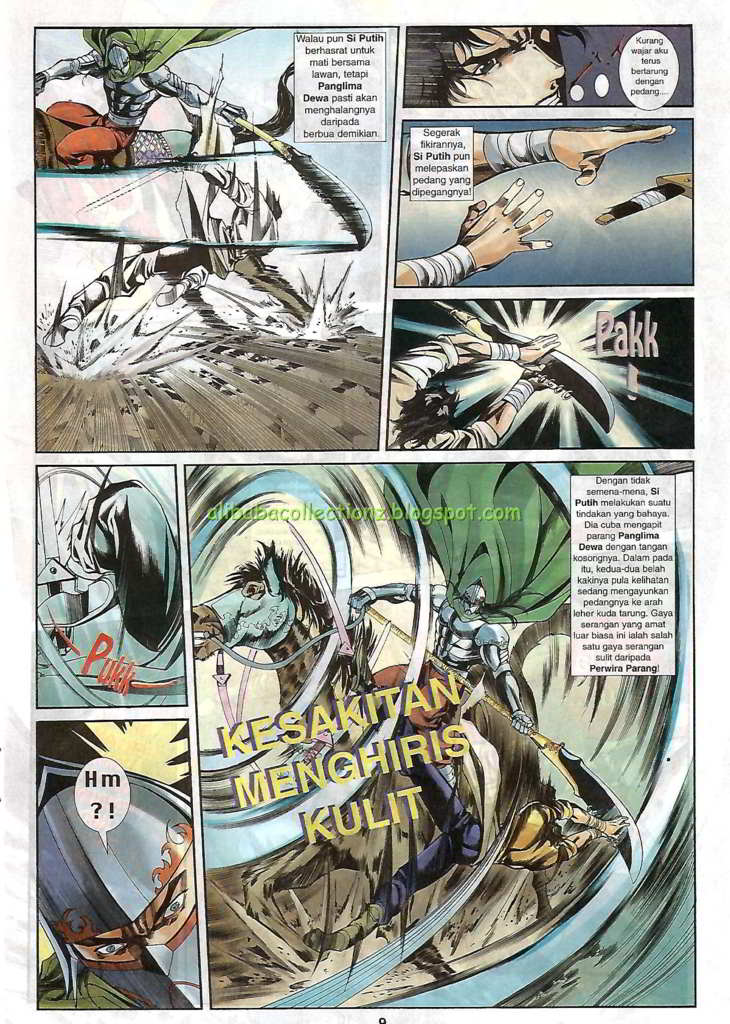 Walau pun Si Putih
berhasrat untuk
mati bersama
lawan, tetapi
Panglima
Dewa pasti akan
menghalangnya
daripada
berbua demikian.
Kurang
wajar aku
terus
bertarung
dengan
pedang....
Segerak
fikirannya,
Si Putih pun
melepaskan
pedang yang
dipegangnya!
Pakk
!
Pukk
Hm
?!
alibabacollectionz.blogspot.com
Dengan tidak
semena-mena, Si
Putih melakukan suatu
tindakan yang bahaya.
Dia cuba mengapit
parang Panglima
Dewa dengan tangan
kosongnya. Dalam pada
itu, kedua-dua belah
kakinya pula kelihatan
sedang mengayunkan
pedangnya ke arah
leher kuda tarung. Gaya
serangan yang amat
luar biasa ini ialah salah
satu gaya serangan
sulit daripada
Perwira Parang!
KESAKITAN
MENGHIRIS
KULIT
9